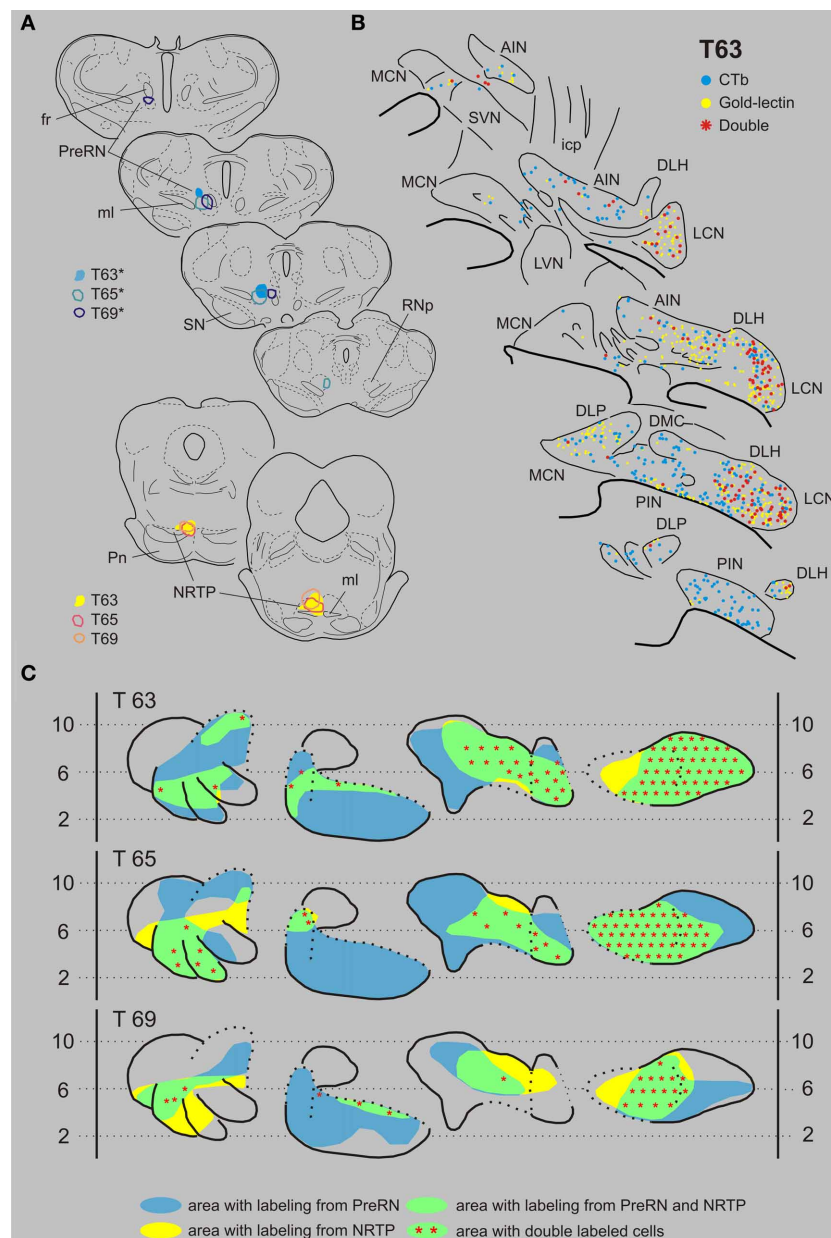 A
fr
PreRN
ml
T63*
T65*
T69*
SN
RNp
Pn
NRTP
ml
T63
T65
T69
B
T63
CTb
Gold-lectin
Double
AIN
MCN
SVN
icp
AIN
DLH
MCN
LCN
LVN
AIN
DLH
MCN
LCN
DLP
DMC
DLH
MCN
LCN
PIN
DLP
PIN
DLH
C
T 63
10 10
6 6
2 2
T 65
10 10
6 6
2 2
T 69
10 10
6 6
2 2
area with labeling from PreRN area with labeling from PreRN and NRTP
area with labeling from NRTP area with double labeled cells